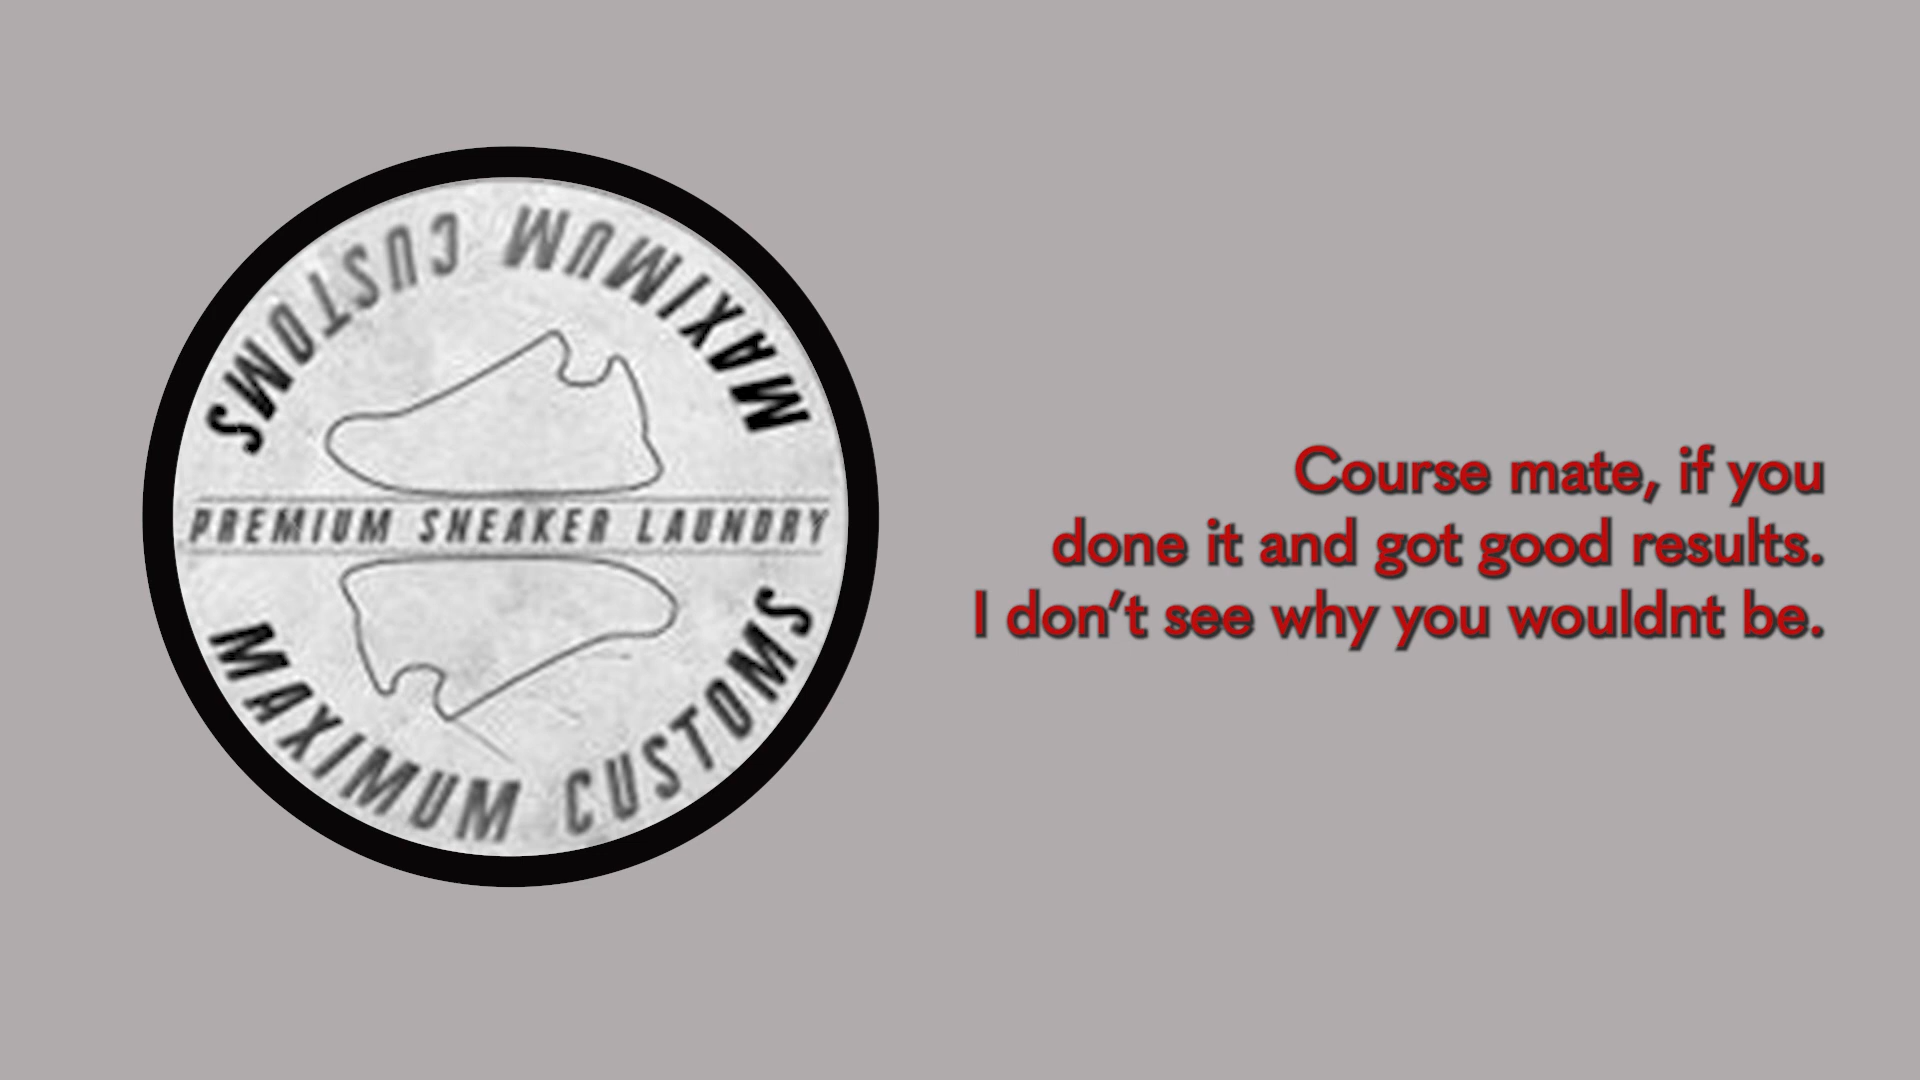 MAXIMUM CUSTOMS
PREMIUM SNEAKER LAUNDRY
MAXIMUM CUSTOMS
Course mate, if you
done it and got good results.
I don’t see why you wouldnt be.